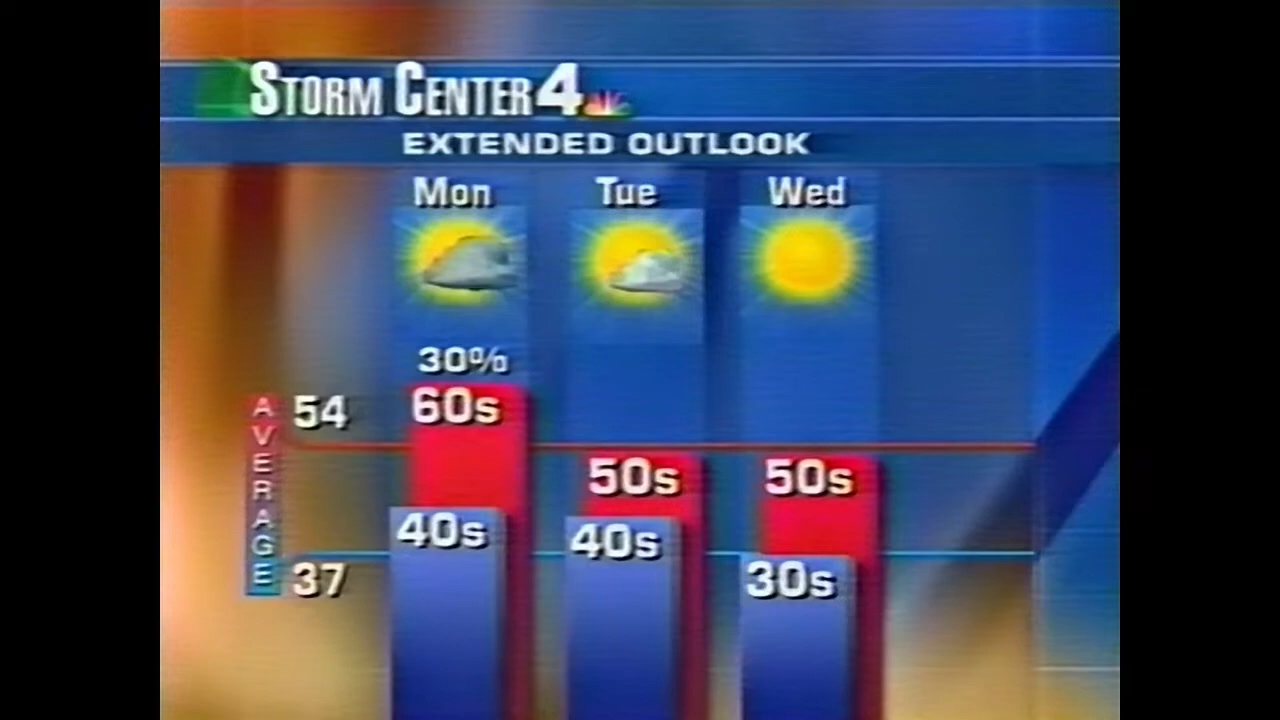 STORM CENTER 4
EXTENDED OUTLOOK
Mon Tue Wed
30%
AVERAGE
54
60s
50s
50s
40s
40s
30s
37